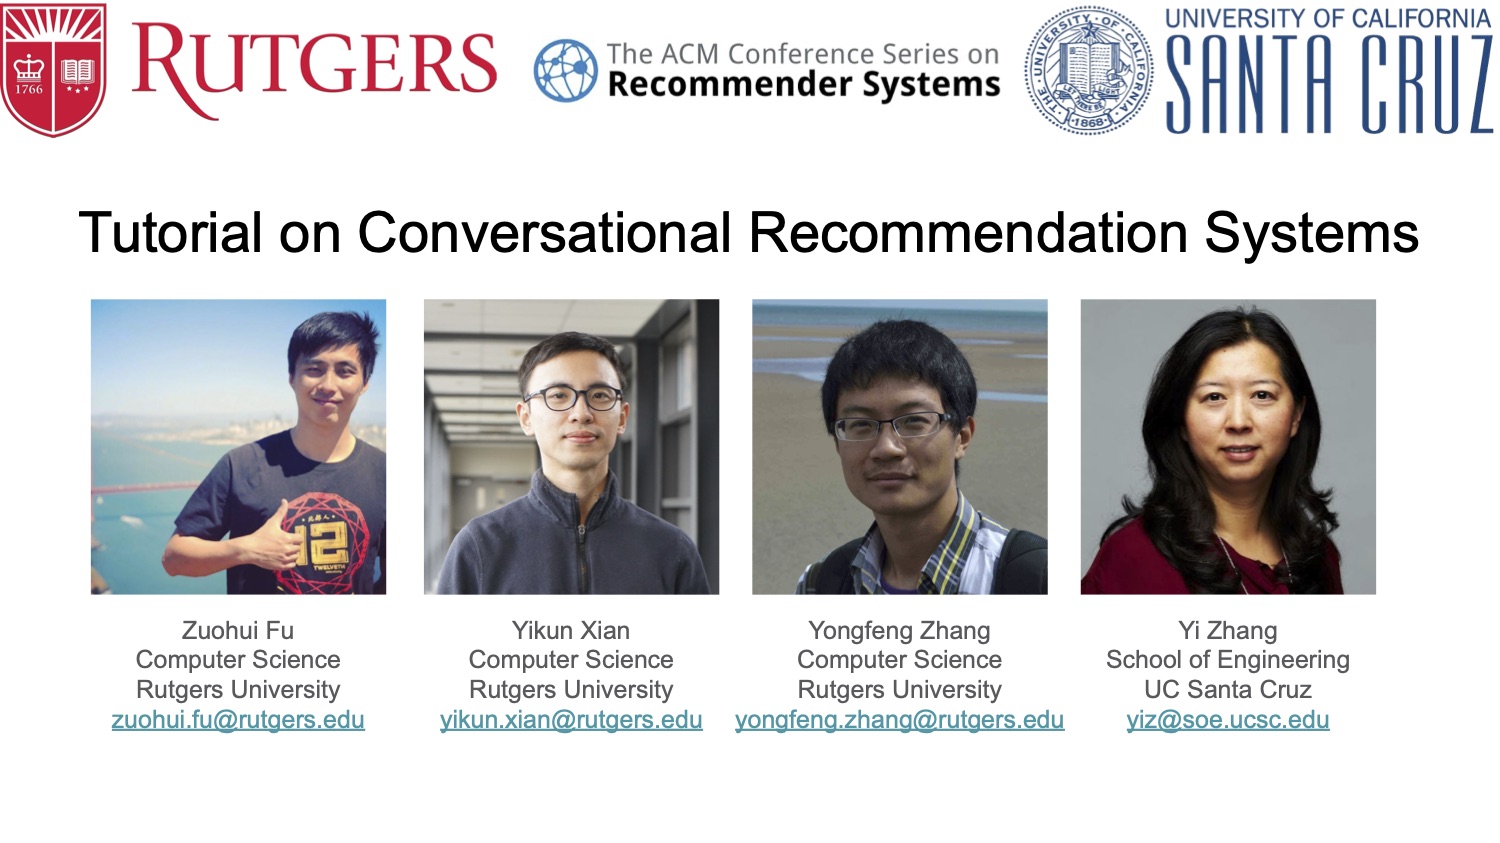 1766
RUTGERS
The ACM Conference Series on
Recommender Systems
THE UNIVERSITY OF CALIFORNIA
LET THERE BE LIGHT
·1868·
UNIVERSITY OF CALIFORNIA
SANTA CRUZ
Tutorial on Conversational Recommendation Systems
北邦人
12
TWELVETH
Zuohui Fu
Computer Science
Rutgers University
zuohui.fu@rutgers.edu
Yikun Xian
Computer Science
Rutgers University
yikun.xian@rutgers.edu
Yongfeng Zhang
Computer Science
Rutgers University
yongfeng.zhang@rutgers.edu
Yi Zhang
School of Engineering
UC Santa Cruz
yiz@soe.ucsc.edu